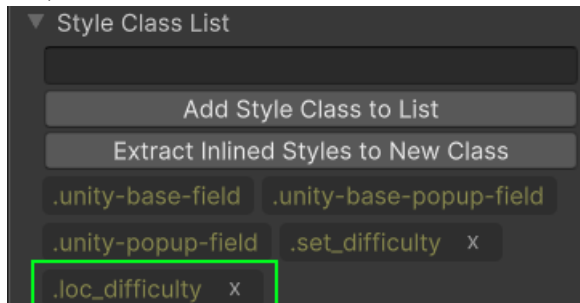 Style Class List
Add Style Class to List
Extract Inlined Styles to New Class
.unity-base-field .unity-base-popup-field
.unity-popup-field .set_difficulty x
.loc_difficulty x